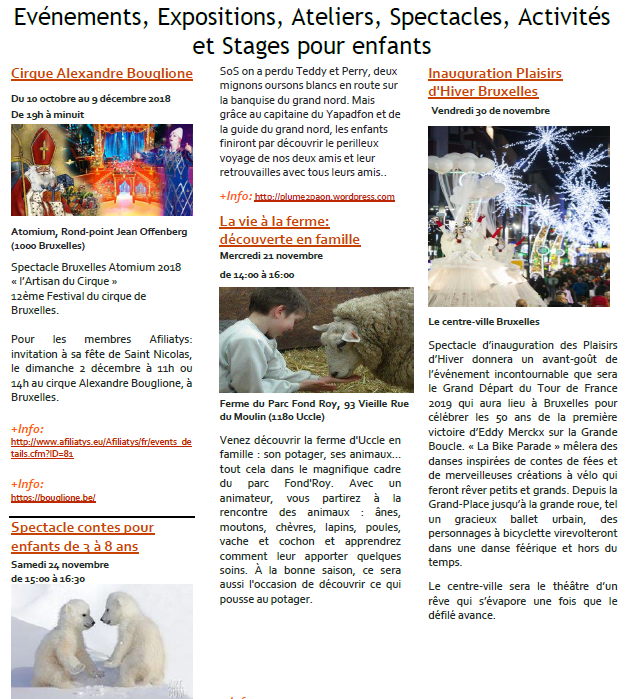 Evénements, Expositions, Ateliers, Spectacles, Activités
et Stages pour enfants
Cirque Alexandre Bouglione
Du 10 octobre au 9 décembre 2018
De 19h à minuit
Atomium, Rond-point Jean Offenberg
(1000 Bruxelles)
Spectacle Bruxelles Atomium 2018
« l'Artisan du Cirque »
12ème Festival du cirque de
Bruxelles.
Pour les membres Afiliatys:
invitation à sa fête de Saint Nicolas,
le dimanche 2 décembre à 11h ou
14h au cirque Alexandre Bouglione, à
Bruxelles.
+Info:
http://www.afiliatys.eu/Afiliatys/fr/events_de
tails.cfm?ID=81
+Info:
https://bouglione.be/
Spectacle contes pour
enfants de 3 à 8 ans
Samedi 24 novembre
de 15:00 à 16:30
SoS on a perdu Teddy et Perry, deux
mignons oursons blancs en route sur
la banquise du grand nord. Mais
grâce au capitaine du Yapadfon et de
la guide du grand nord, les enfants
finiront par découvrir le perilleux
voyage de nos deux amis et leur
retrouvailles avec tous leurs amis..
+Info: http://plume2paon.wordpress.com
La vie à la ferme:
découverte en famille
Mercredi 21 novembre
de 14:00 à 16:00
Ferme du Parc Fond Roy, 93 Vieille Rue
du Moulin (1180 Uccle)
Venez découvrir la ferme d'Uccle en
famille : son potager, ses animaux...
tout cela dans le magnifique cadre
du parc Fond'Roy. Avec un
animateur, vous partirez à la
rencontre des animaux : ânes,
moutons, chèvres, lapins, poules,
vache et cochon et apprendrez
comment leur apporter quelques
soins. À la bonne saison, ce sera
aussi l'occasion de découvrir ce qui
pousse au potager.
Inauguration Plaisirs
d'Hiver Bruxelles
Vendredi 30 de novembre
Le centre-ville Bruxelles
Spectacle d'inauguration des Plaisirs
d'Hiver donnera un avant-goût de
l'événement incontournable que sera
le Grand Départ du Tour de France
2019 qui aura lieu à Bruxelles pour
célébrer les 50 ans de la première
victoire d'Eddy Merckx sur la Grande
Boucle. « La Bike Parade » mêlera des
danses inspirées de contes de fées et
de merveilleuses créations à vélo qui
feront rêver petits et grands. Depuis la
Grand-Place jusqu'à la grande roue, tel
un gracieux ballet urbain, des
personnages à bicyclette virevolteront
dans une danse féérique et hors du
temps.
Le centre-ville sera le théâtre d'un
rêve qui s'évapore une fois que le
défilé avance.